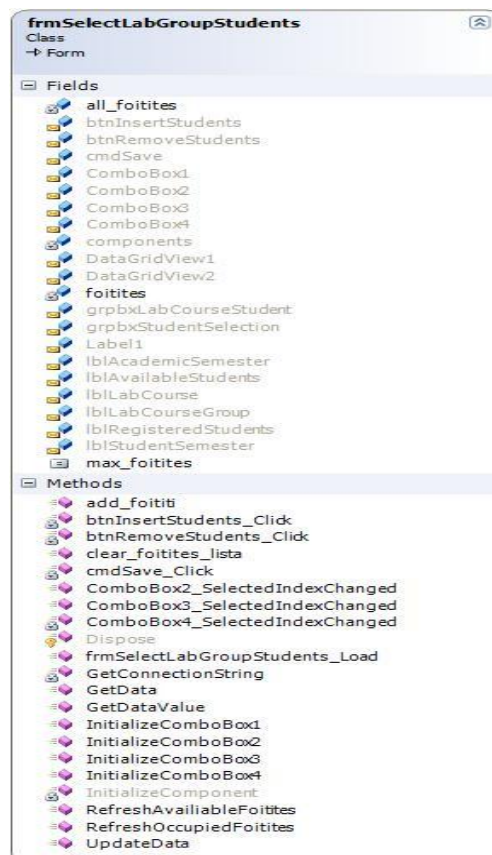 frmSelectLabGroupStudents
Class
Form
Fields
all_foitites
btnInsertStudents
btnRemoveStudents
cmdSave
ComboBox1
ComboBox2
ComboBox3
ComboBox4
components
DataGridView1
DataGridView2
foitites
grpbxLabCourseStudent
grpbxStudentSelection
Label1
lblAcademicSemester
lblAvailableStudents
lblLabCourse
lblLabCourseGroup
lblRegisteredStudents
lblStudentSemester
max_foitites
Methods
add_foititi
btnInsertStudents_Click
btnRemoveStudents_Click
clear_foitites_lista
cmdSave_Click
ComboBox2_SelectedIndexChanged
ComboBox3_SelectedIndexChanged
ComboBox4_SelectedIndexChanged
Dispose
frmSelectLabGroupStudents_Load
GetConnectionString
GetData
GetDataValue
InitializeComboBox1
InitializeComboBox2
InitializeComboBox3
InitializeComboBox4
InitializeComponent
RefreshAvailiableFoitites
RefreshOccupiedFoitites
UpdateData